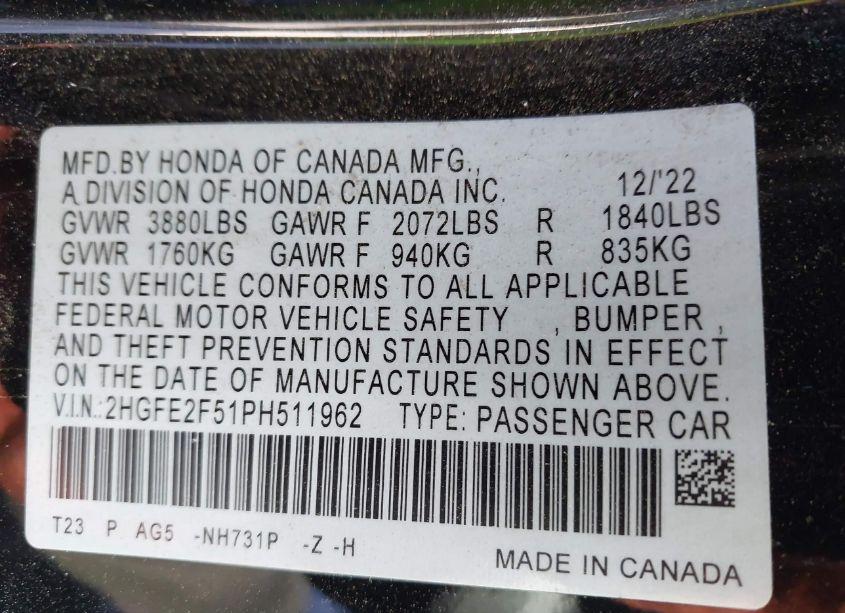 MFD.BY HONDA OF CANADA MFG.,
A DIVISION OF HONDA CANADA INC. 12/'22
GVWR 3880LBS GAWR F 2072LBS R 1840LBS
GVWR 1760KG GAWR F 940KG R 835KG
THIS VEHICLE CONFORMS TO ALL APPLICABLE
FEDERAL MOTOR VEHICLE SAFETY , BUMPER ,
AND THEFT PREVENTION STANDARDS IN EFFECT
ON THE DATE OF MANUFACTURE SHOWN ABOVE.
V.I.N.:2HGFE2F51PH511962 TYPE: PASSENGER CAR
T23 P AG5 -NH731P -Z -H
MADE IN CANADA